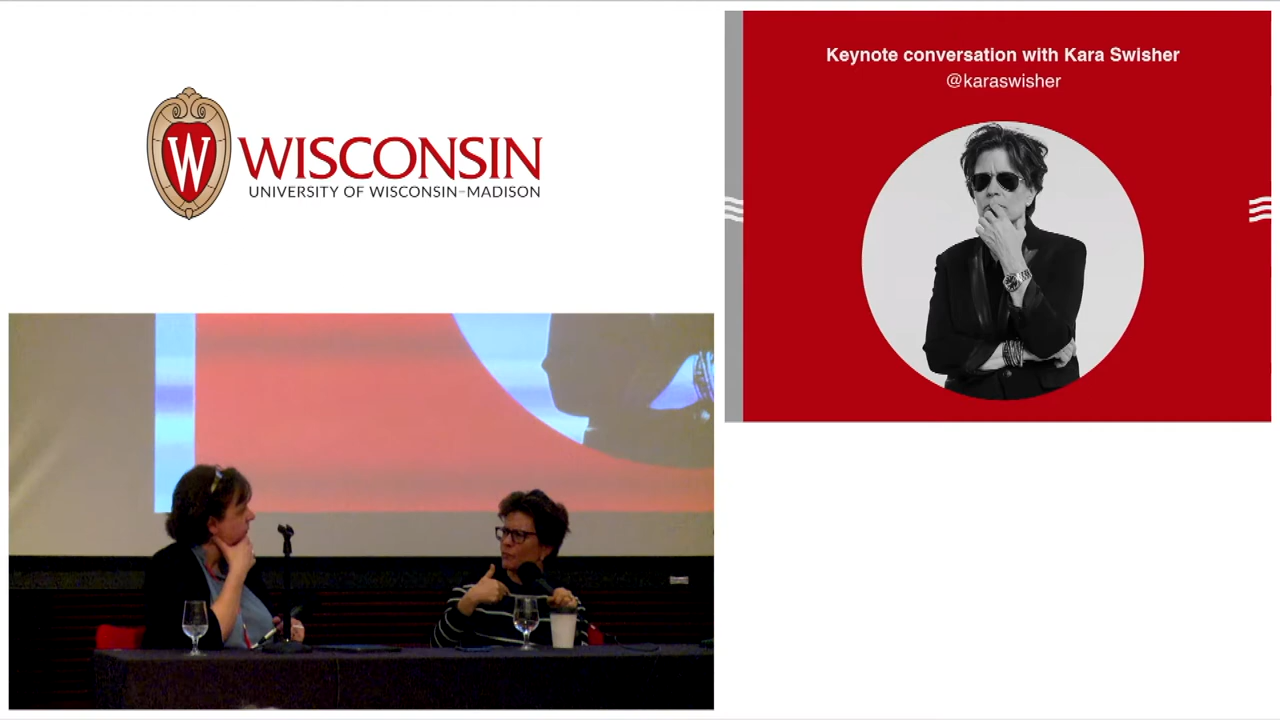 W
WISCONSIN
UNIVERSITY OF WISCONSIN–MADISON
Keynote conversation with Kara Swisher
@karaswisher